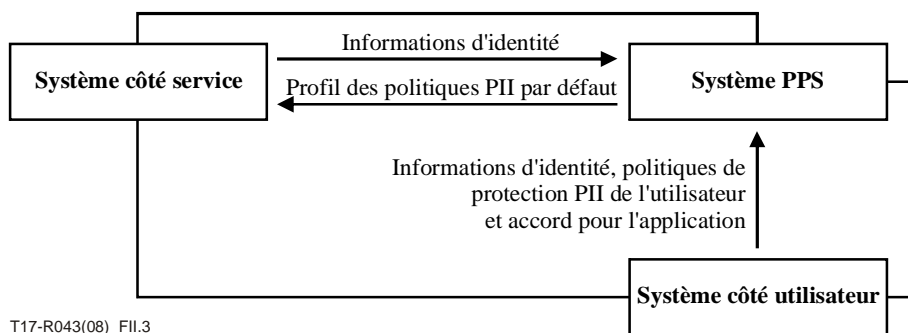 Informations d'identité
Système côté service
Système PPS
Profil des politiques PII par défaut
Informations d'identité, politiques de
protection PII de l'utilisateur
et accord pour l'application
Système côté utilisateur
T17-R043(08)_FII.3